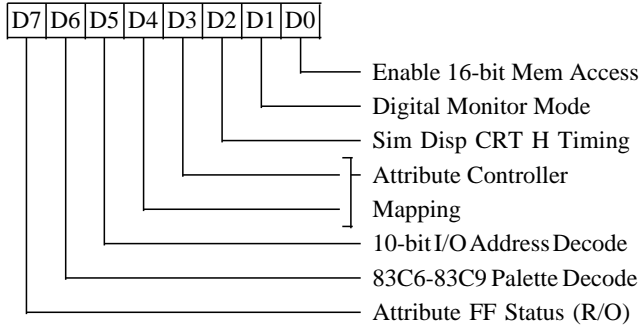 D7 D6 D5 D4 D3 D2 D1 D0
Enable 16-bit Mem Access
Digital Monitor Mode
Sim Disp CRT H Timing
Attribute Controller
Mapping
10-bit I/O Address Decode
83C6-83C9 Palette Decode
Attribute FF Status (R/O)